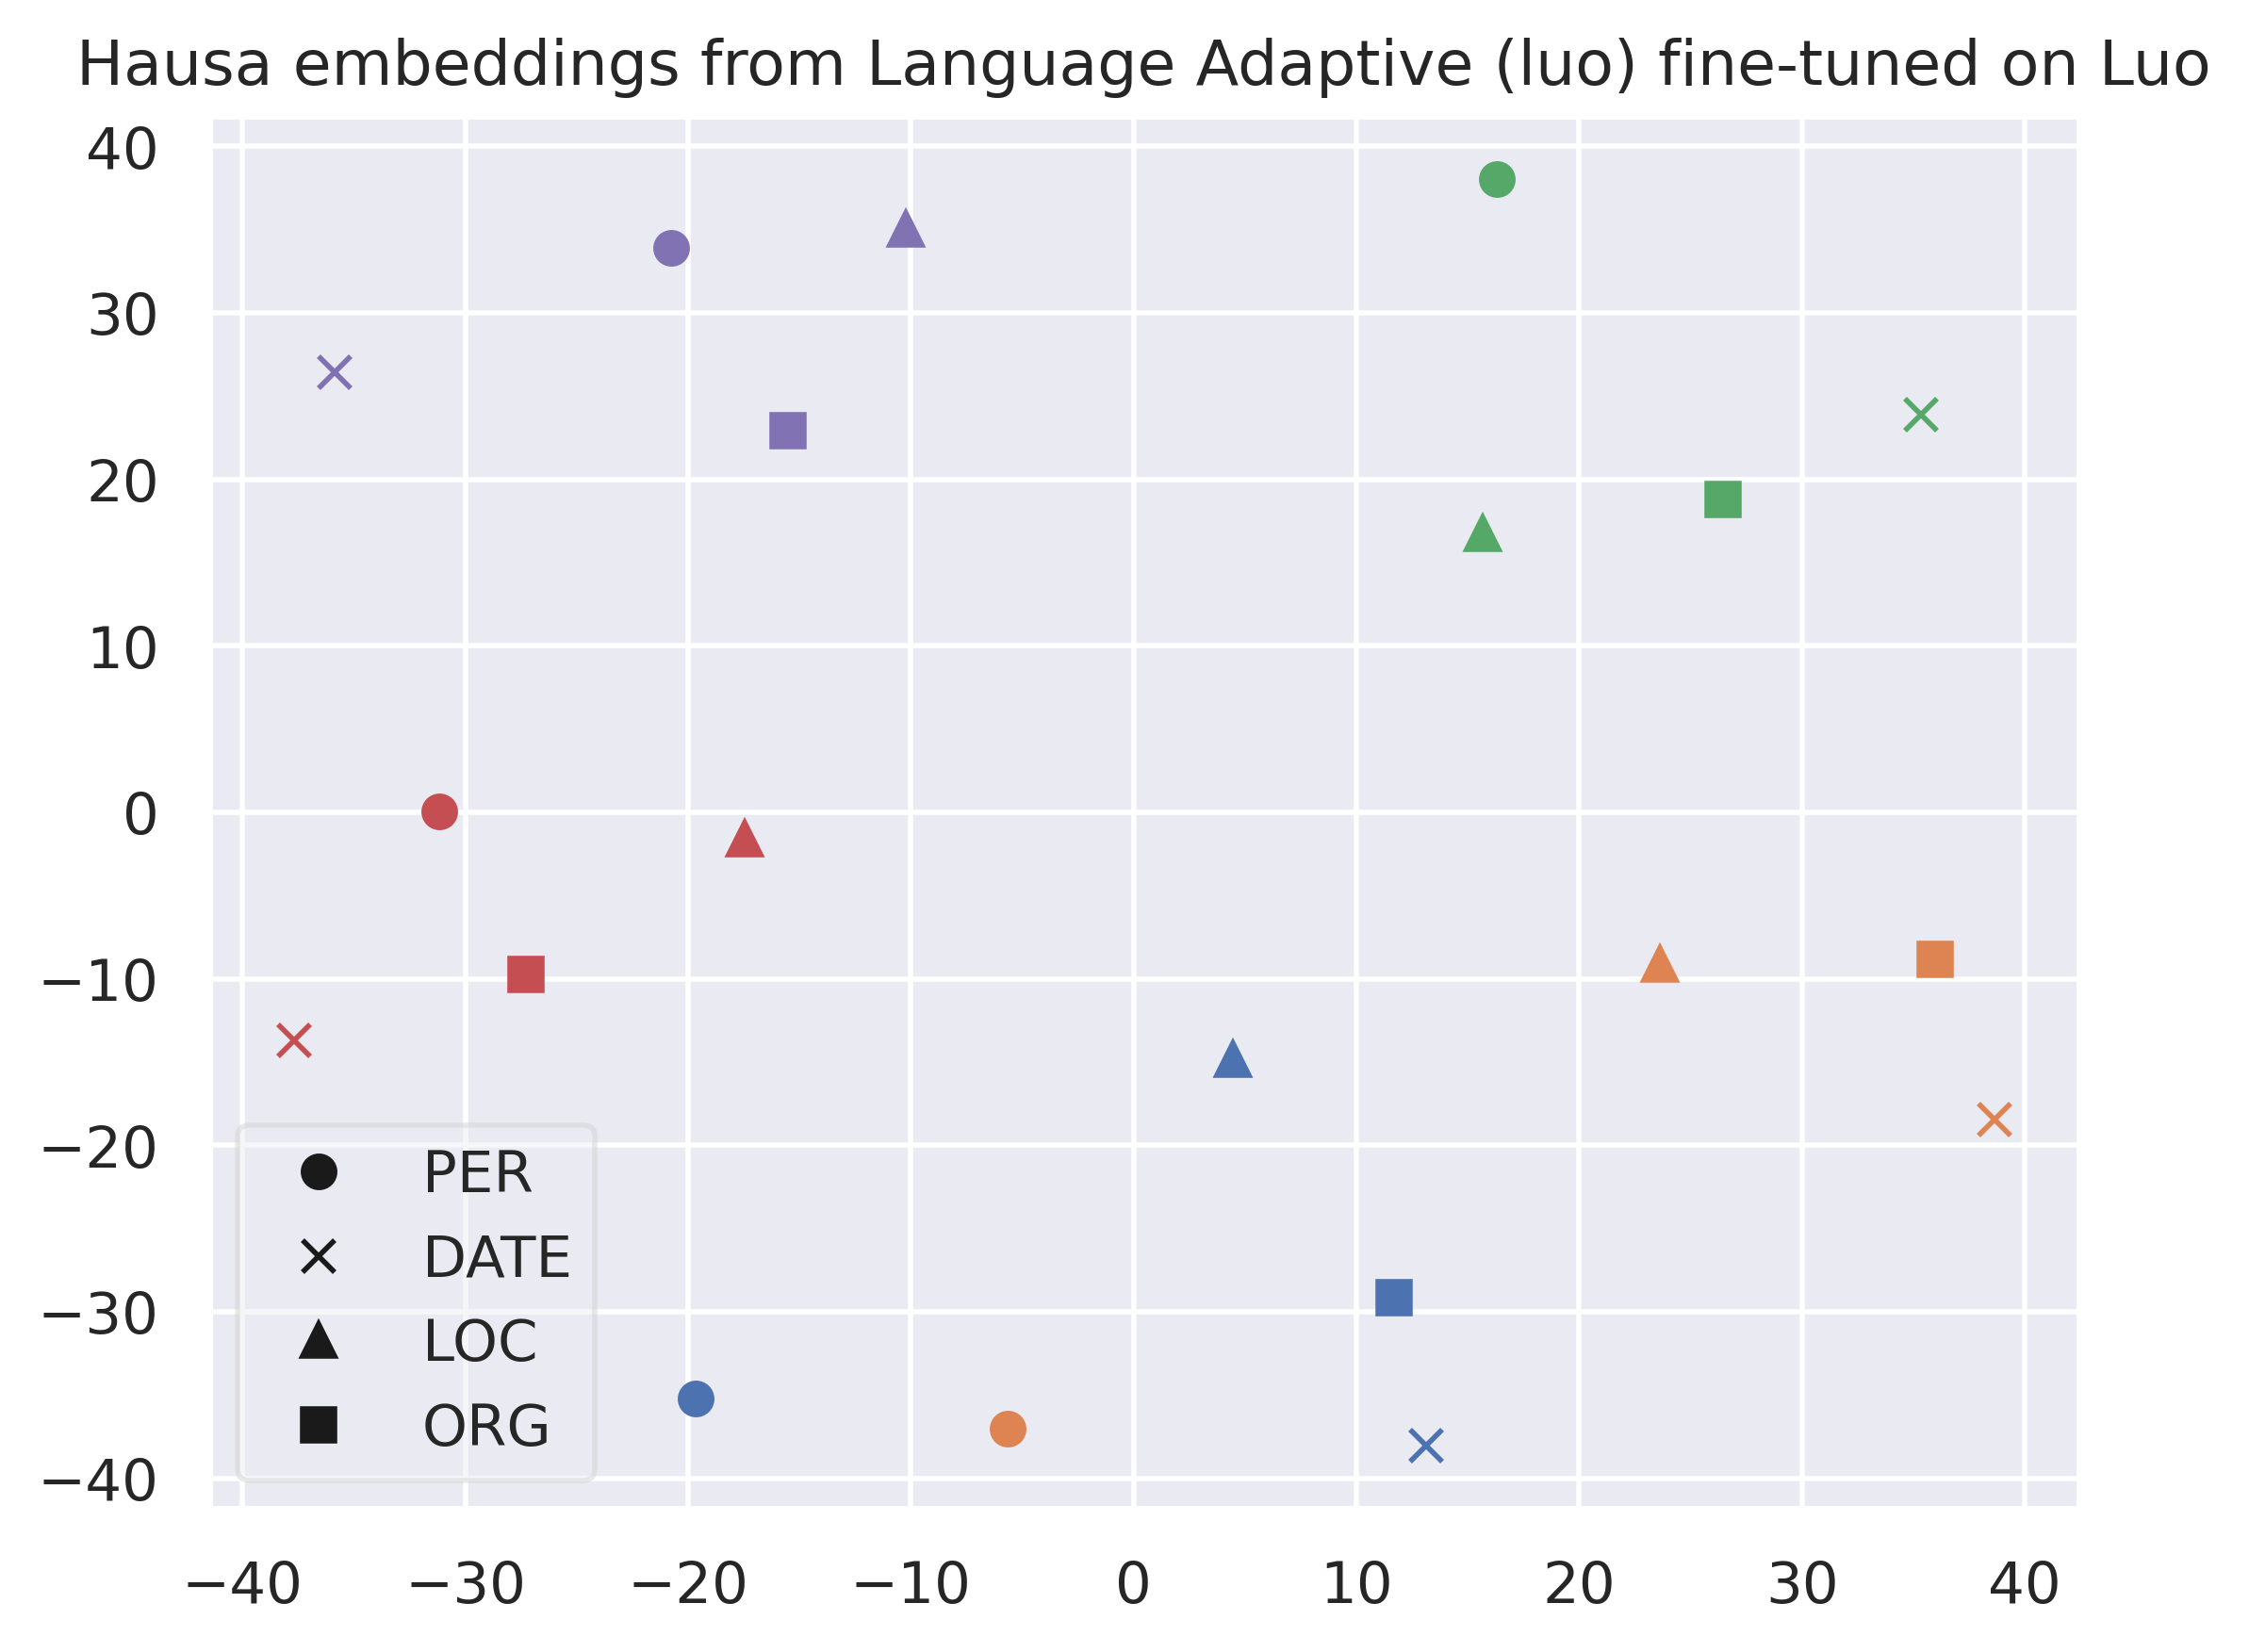 Hausa embeddings from Language Adaptive (luo) fine-tuned on Luo
40
30
20
10
0
−10
−20
−30
−40
PER
DATE
LOC
ORG
−40 −30 −20 −10 0 10 20 30 40